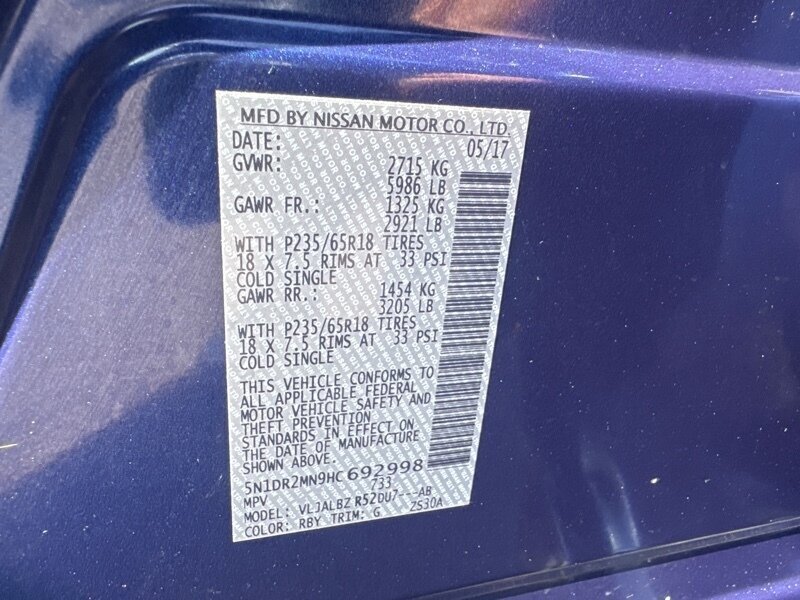 MFD BY NISSAN MOTOR CO., LTD.
DATE: 05/17
GVWR: 2715 KG
5986 LB
GAWR FR.: 1325 KG
2921 LB
WITH P235/65R18 TIRES
18 X 7.5 RIMS AT 33 PSI
COLD SINGLE
GAWR RR.: 1454 KG
3205 LB
WITH P235/65R18 TIRES
18 X 7.5 RIMS AT 33 PSI
COLD SINGLE
THIS VEHICLE CONFORMS TO
ALL APPLICABLE FEDERAL
MOTOR VEHICLE SAFETY AND
THEFT PREVENTION
STANDARDS IN EFFECT ON
THE DATE OF MANUFACTURE
SHOWN ABOVE.
5N1DR2MN9HC692998
MPV 733
MODEL: VLJALBZ R52DU7---AB
COLOR: RBY TRIM: G ZS30A